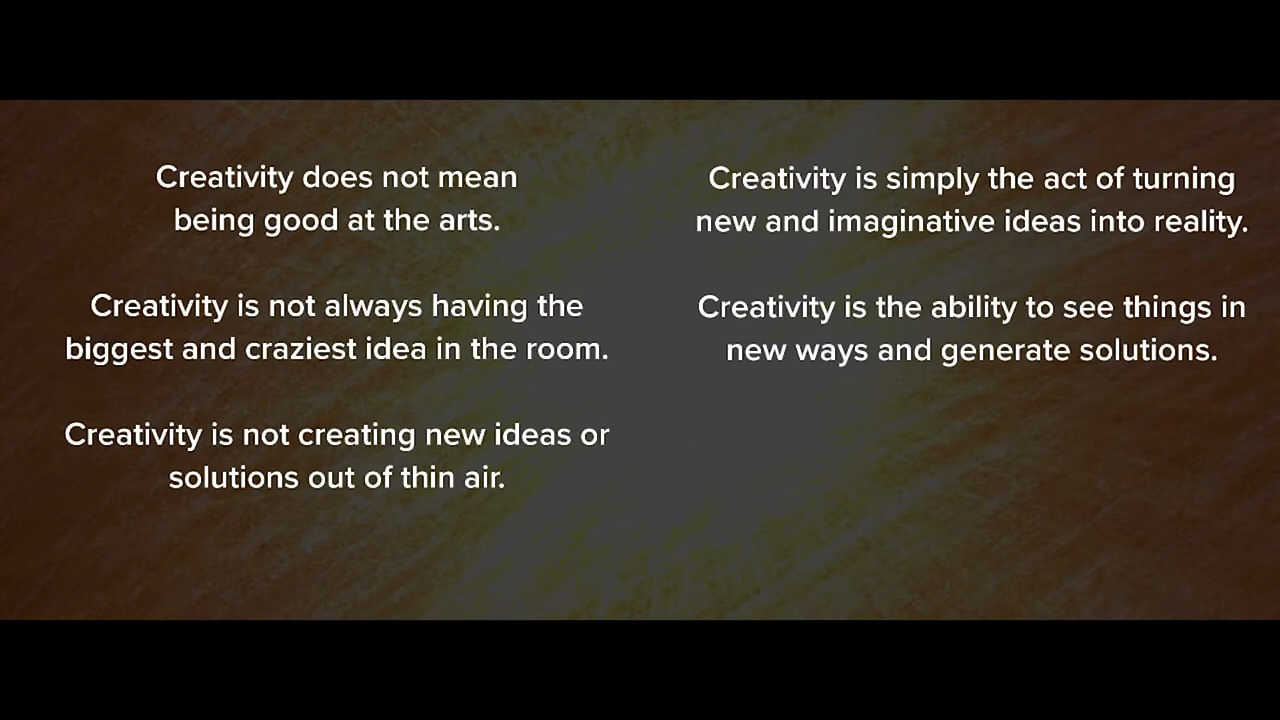 Creativity does not mean
being good at the arts.
Creativity is not always having the
biggest and craziest idea in the room.
Creativity is not creating new ideas or
solutions out of thin air.
Creativity is simply the act of turning
new and imaginative ideas into reality.
Creativity is the ability to see things in
new ways and generate solutions.